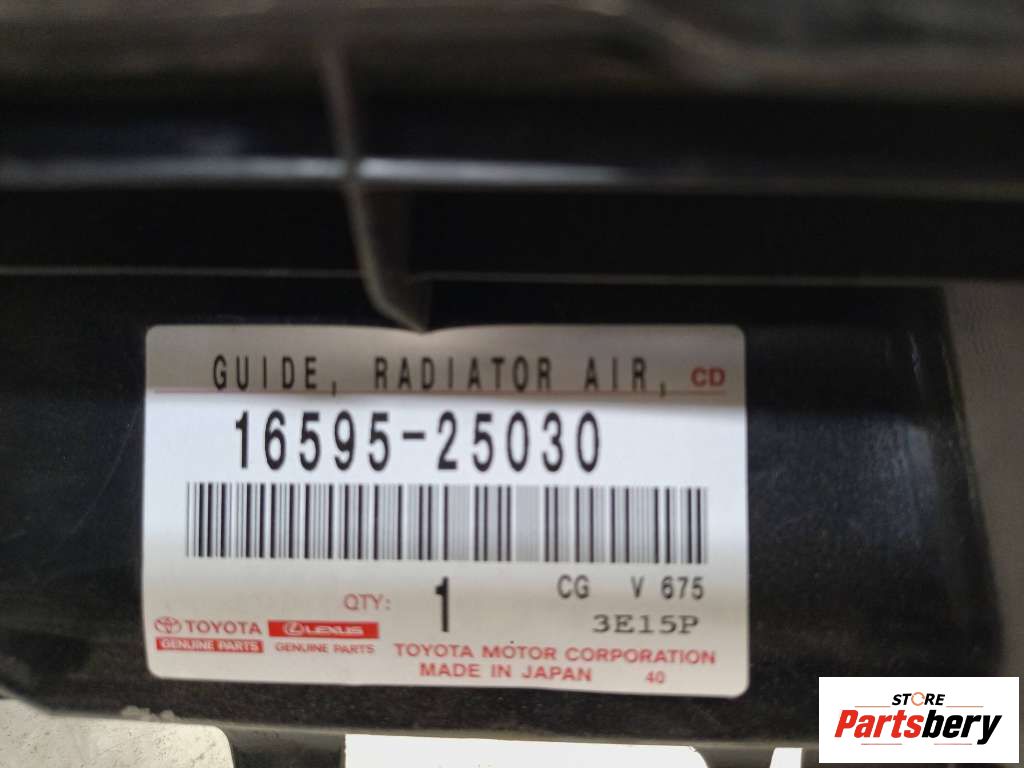 GUIDE, RADIATOR AIR, CD
16595-25030
CG V 675
QTY: 1
3E15P
TOYOTA LEXUS
GENUINE PARTS GENUINE PARTS
TOYOTA MOTOR CORPORATION
MADE IN JAPAN 40
STORE
Partsbery